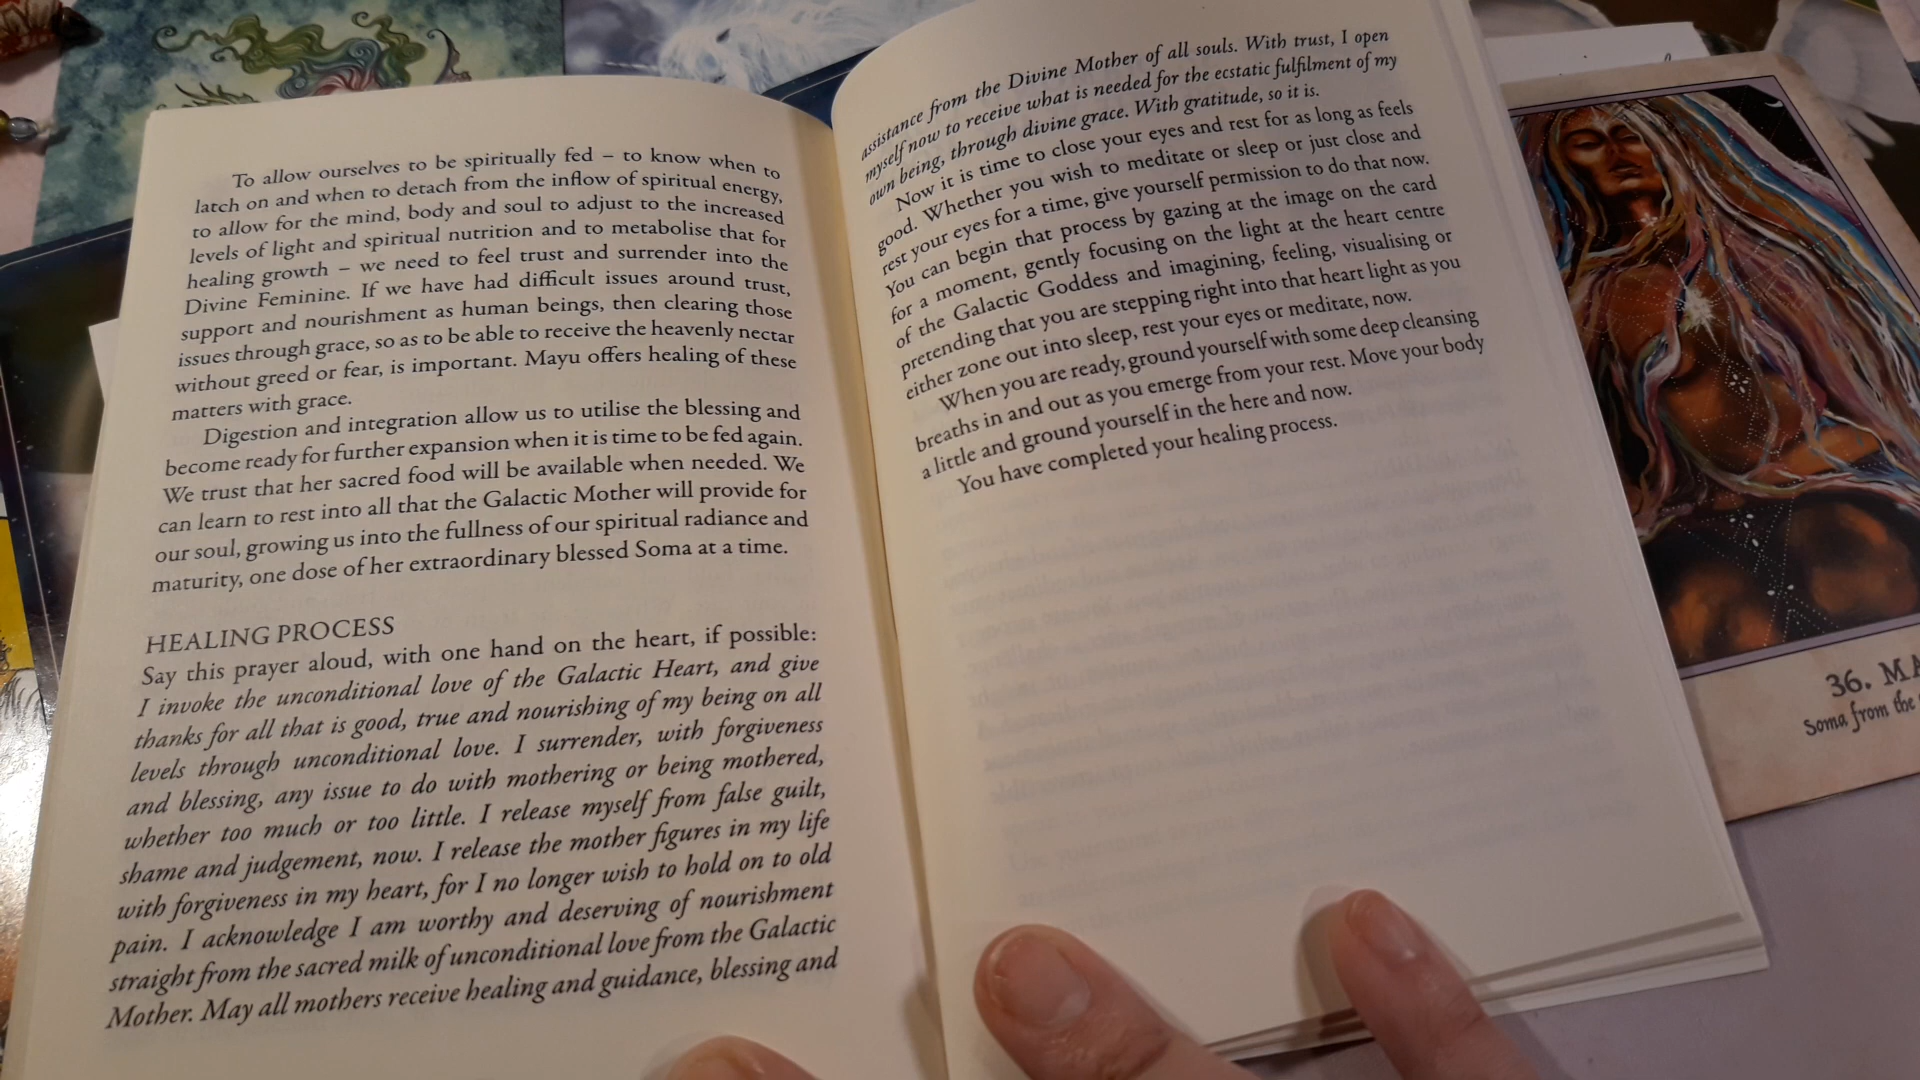 To allow ourselves to be spiritually fed – to know when to
latch on and when to detach from the inflow of spiritual energy,
to allow for the mind, body and soul to adjust to the increased
levels of light and spiritual nutrition and to metabolise that for
healing growth – we need to feel trust and surrender into the
Divine Feminine. If we have had difficult issues around trust,
support and nourishment as human beings, then clearing those
issues through grace, so as to be able to receive the heavenly nectar
without greed or fear, is important. Mayu offers healing of these
matters with grace.
Digestion and integration allow us to utilise the blessing and
become ready for further expansion when it is time to be fed again.
We trust that her sacred food will be available when needed. We
can learn to rest into all that the Galactic Mother will provide for
our soul, growing us into the fullness of our spiritual radiance and
maturity, one dose of her extraordinary blessed Soma at a time.
HEALING PROCESS
Say this prayer aloud, with one hand on the heart, if possible:
I invoke the unconditional love of the Galactic Heart, and give
thanks for all that is good, true and nourishing of my being on all
levels through unconditional love. I surrender, with forgiveness
and blessing, any issue to do with mothering or being mothered,
whether too much or too little. I release myself from false guilt,
shame and judgement, now. I release the mother figures in my life
with forgiveness in my heart, for I no longer wish to hold on to old
pain. I acknowledge I am worthy and deserving of nourishment
straight from the sacred milk of unconditional love from the Galactic
Mother. May all mothers receive healing and guidance, blessing and
assistance from the Divine Mother of all souls. With trust, I open
myself now to receive what is needed for the ecstatic fulfilment of my
own being, through divine grace. With gratitude, so it is.
Now it is time to close your eyes and rest for as long as feels
good. Whether you wish to meditate or sleep or just close and
rest your eyes for a time, give yourself permission to do that now.
You can begin that process by gazing at the image on the card
for a moment, gently focusing on the light at the heart centre
of the Galactic Goddess and imagining, feeling, visualising or
pretending that you are stepping right into that heart light as you
either zone out into sleep, rest your eyes or meditate, now.
When you are ready, ground yourself with some deep cleansing
breaths in and out as you emerge from your rest. Move your body
a little and ground yourself in the here and now.
You have completed your healing process.
36. MA
Soma from the